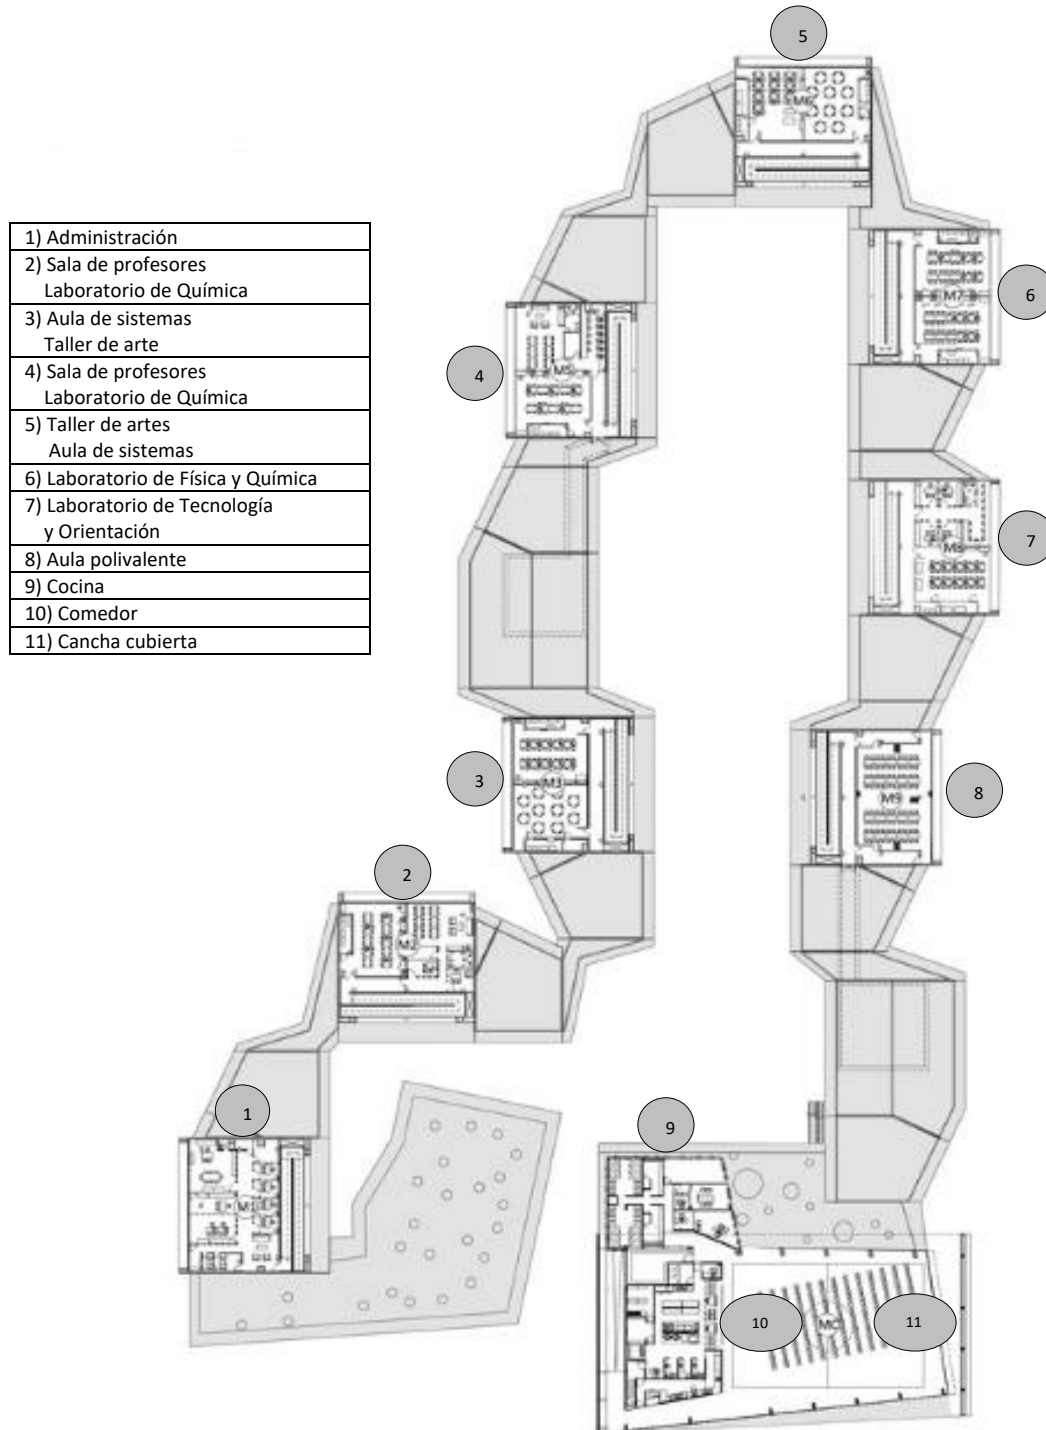 1) Administración
2) Sala de profesores
Laboratorio de Química
3) Aula de sistemas
Taller de arte
4) Sala de profesores
Laboratorio de Química
5) Taller de artes
Aula de sistemas
6) Laboratorio de Física y Química
7) Laboratorio de Tecnología
y Orientación
8) Aula polivalente
9) Cocina
10) Comedor
11) Cancha cubierta
5
M6
6
M7
4
M5
7
M8
3
M3
8
M9
2
1
9
10
MC
11